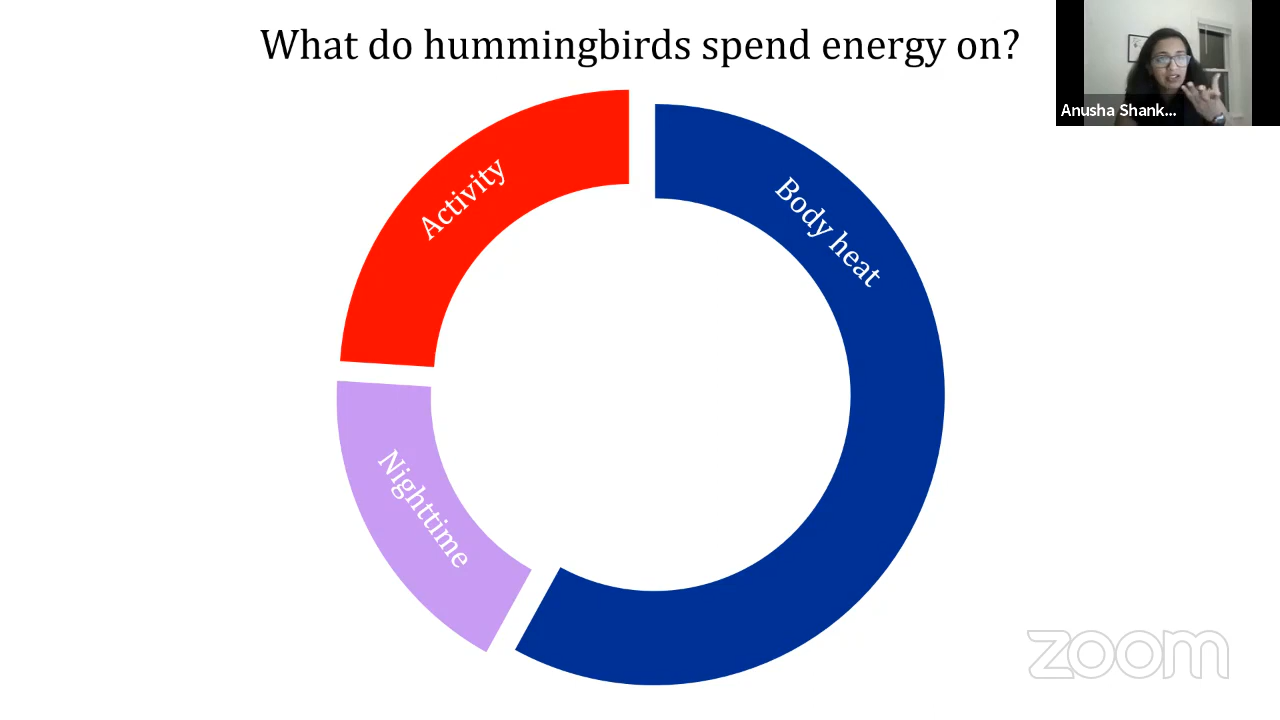 What do hummingbirds spend energy on?
Anusha Shank...
Activity
Body heat
Nighttime
zoom